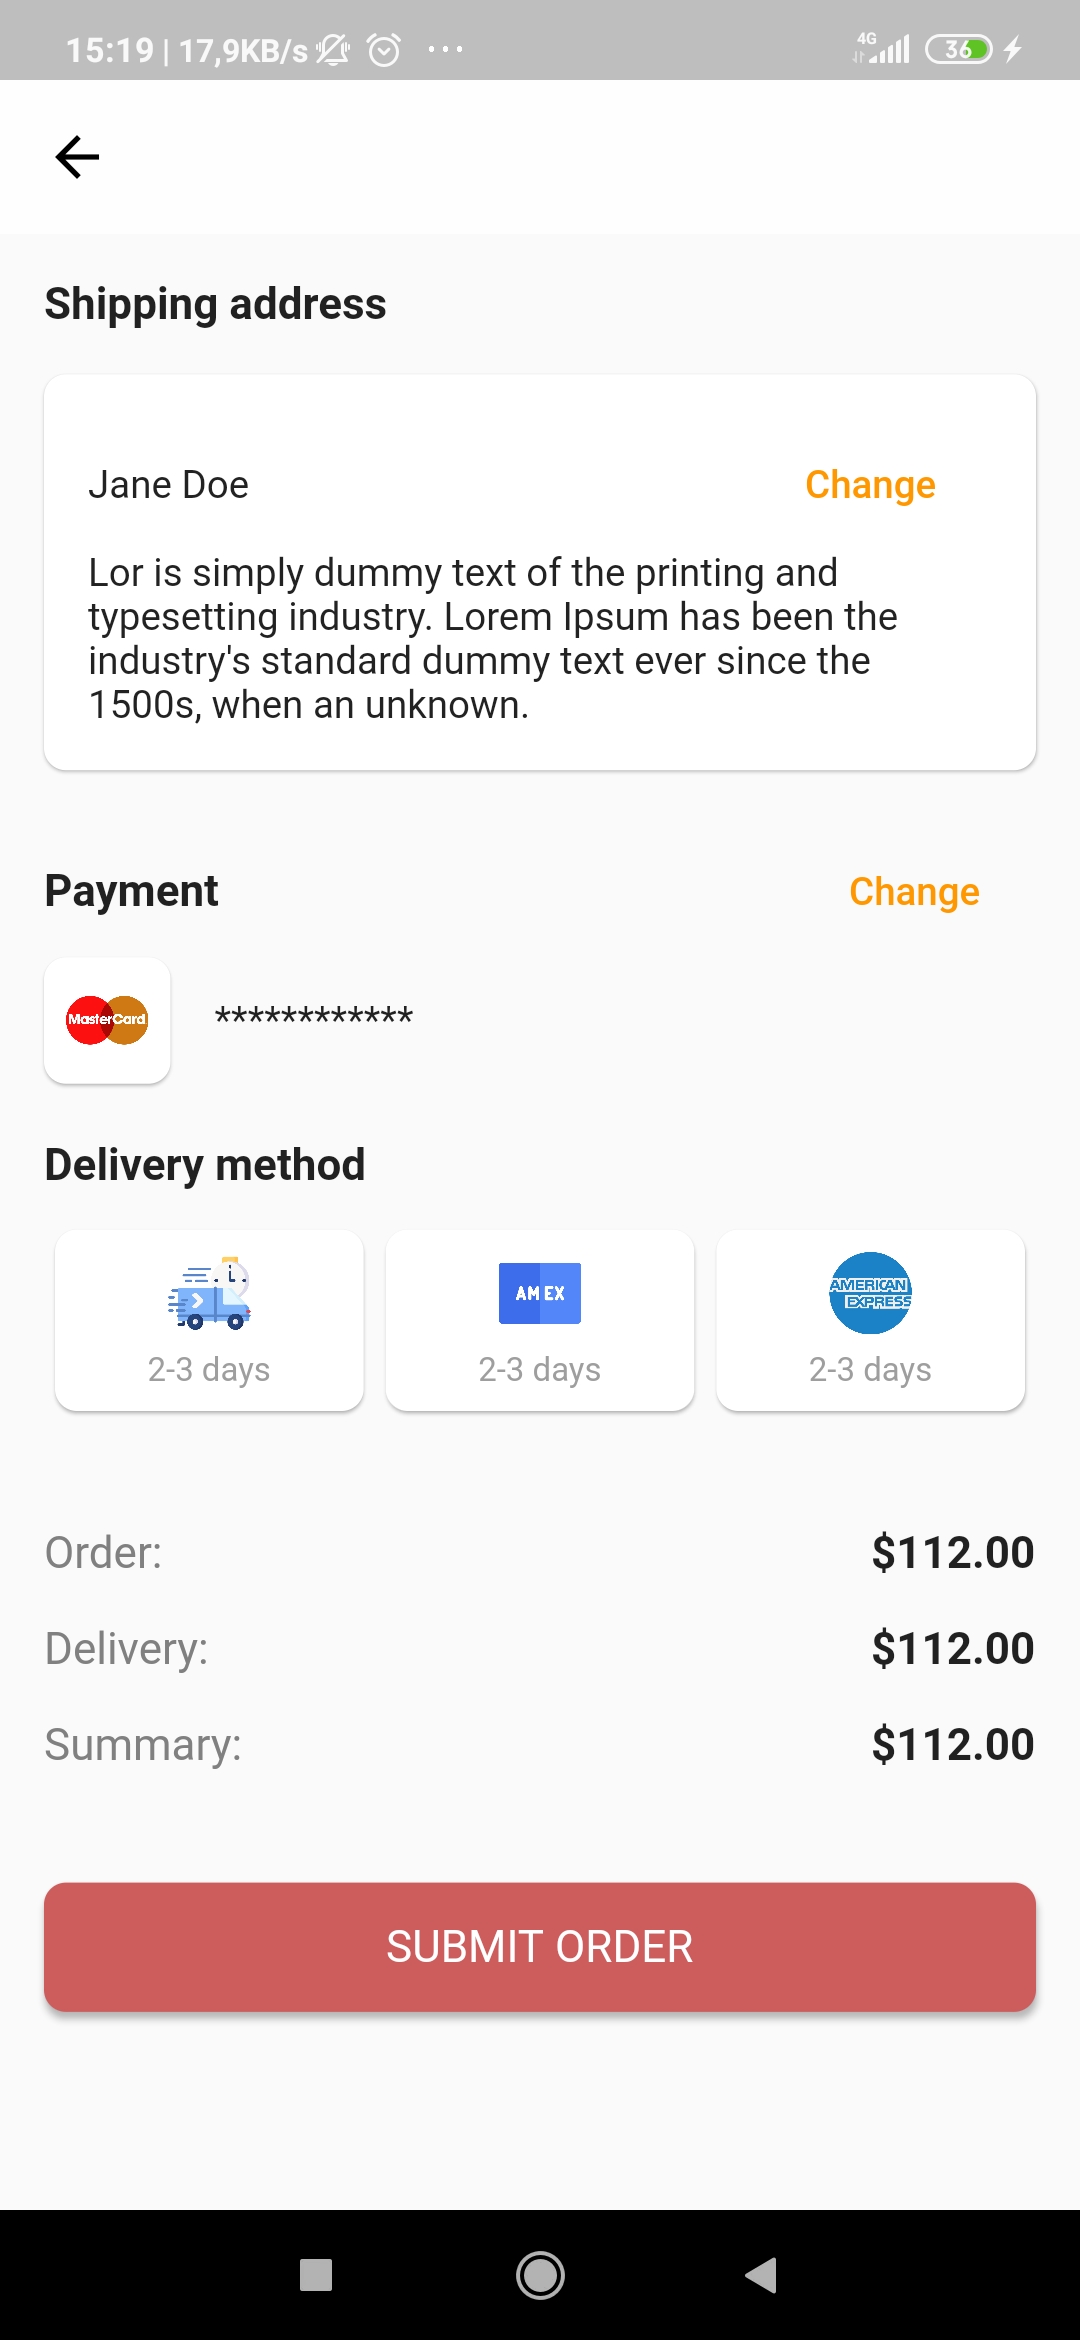 15:19 | 17,9KB/s ... 4G 36
Shipping address
Jane Doe Change
Lor is simply dummy text of the printing and
typesetting industry. Lorem Ipsum has been the
industry's standard dummy text ever since the
1500s, when an unknown.
Payment Change
MasterCard ************
Delivery method
AMEX AMERICAN
EXPRESS
2-3 days 2-3 days 2-3 days
Order: $112.00
Delivery: $112.00
Summary: $112.00
SUBMIT ORDER